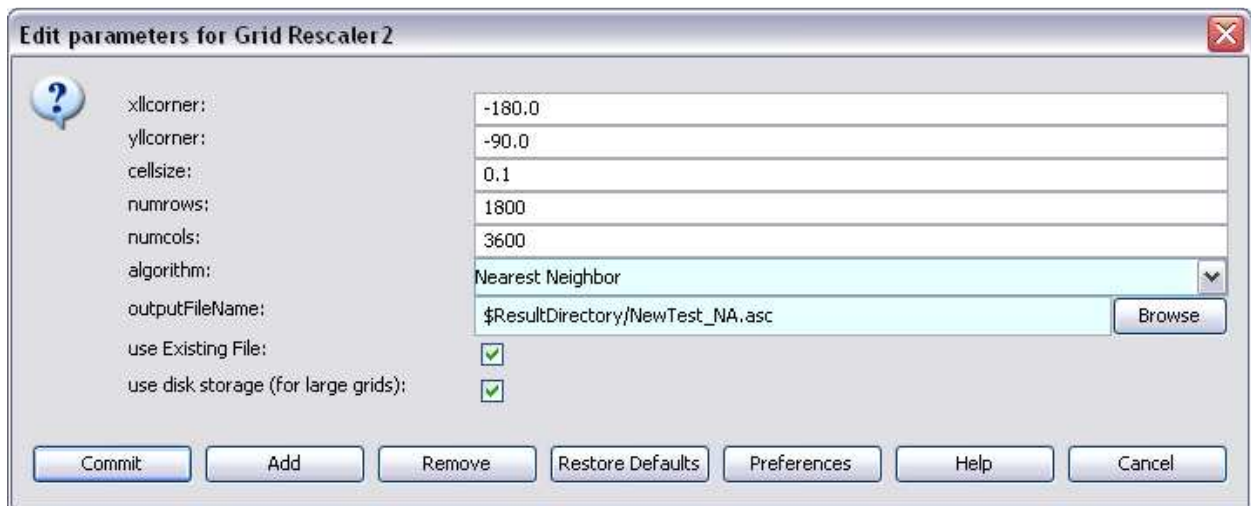 Edit parameters for Grid Rescaler2
xllcorner: -180.0
yllcorner: -90.0
cellsize: 0.1
numrows: 1800
numcols: 3600
algorithm: Nearest Neighbor
outputFileName: $ResultDirectory/NewTest_NA.asc Browse
use Existing File:
use disk storage (for large grids):
Commit Add Remove Restore Defaults Preferences Help Cancel